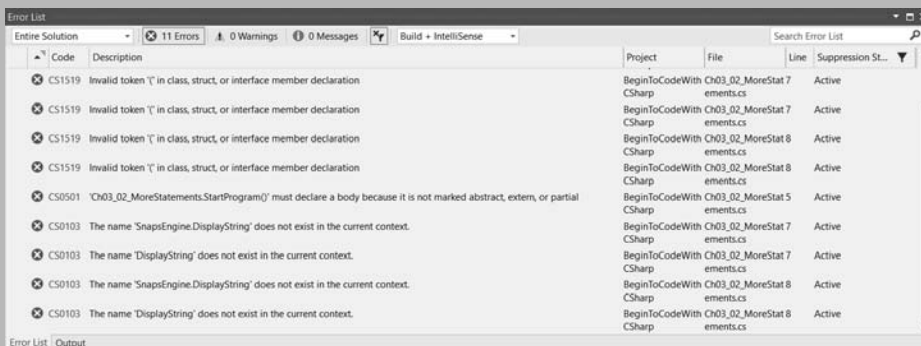 Error List
Entire Solution 11 Errors 0 Warnings 0 Messages Build + IntelliSense Search Error List
Code Description Project File Line Suppression St...
CS1519 Invalid token '(' in class, struct, or interface member declaration BeginToCodeWith Ch03_02_MoreStat 7 Active
CSharp ements.cs
CS1519 Invalid token '(' in class, struct, or interface member declaration BeginToCodeWith Ch03_02_MoreStat 7 Active
CSharp ements.cs
CS1519 Invalid token '(' in class, struct, or interface member declaration BeginToCodeWith Ch03_02_MoreStat 8 Active
CSharp ements.cs
CS1519 Invalid token '(' in class, struct, or interface member declaration BeginToCodeWith Ch03_02_MoreStat 8 Active
CSharp ements.cs
CS0501 'Ch03_02_MoreStatements.StartProgram()' must declare a body because it is not marked abstract, extern, or partial BeginToCodeWith Ch03_02_MoreStat 5 Active
CSharp ements.cs
CS0103 The name 'SnapsEngine.DisplayString' does not exist in the current context. BeginToCodeWith Ch03_02_MoreStat 7 Active
CSharp ements.cs
CS0103 The name 'DisplayString' does not exist in the current context. BeginToCodeWith Ch03_02_MoreStat 7 Active
CSharp ements.cs
CS0103 The name 'SnapsEngine.DisplayString' does not exist in the current context. BeginToCodeWith Ch03_02_MoreStat 8 Active
CSharp ements.cs
CS0103 The name 'DisplayString' does not exist in the current context. BeginToCodeWith Ch03_02_MoreStat 8 Active
CSharp ements.cs
Error List Output